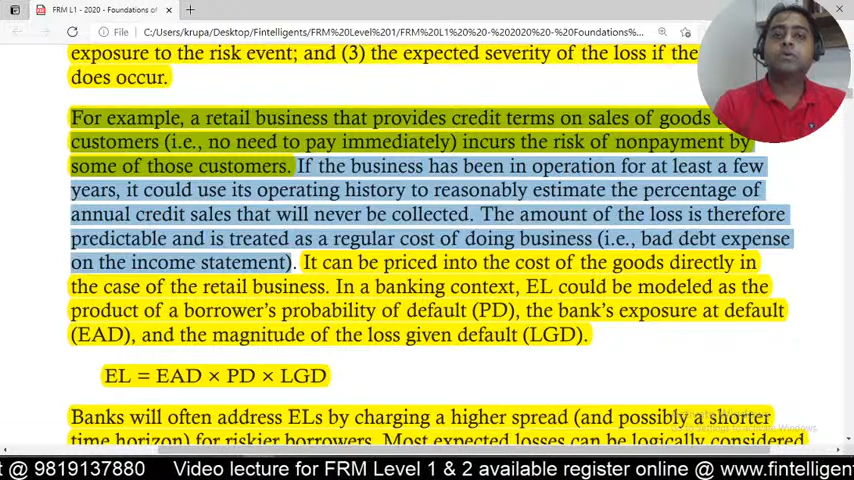 FRM L1 - 2020 - Foundations of
File
C:/Users/krupa/Desktop/Fintelligents/FRM%20Level%201/FRM%20L1%20%20-%202020%20-%20Foundations%...
exposure to the risk event; and (3) the expected severity of the loss if the
does occur.
For example, a retail business that provides credit terms on sales of goods
customers (i.e., no need to pay immediately) incurs the risk of nonpayment by
some of those customers. If the business has been in operation for at least a few
years, it could use its operating history to reasonably estimate the percentage of
annual credit sales that will never be collected. The amount of the loss is therefore
predictable and is treated as a regular cost of doing business (i.e., bad debt expense
on the income statement). It can be priced into the cost of the goods directly in
the case of the retail business. In a banking context, EL could be modeled as the
product of a borrower's probability of default (PD), the bank's exposure at default
(EAD), and the magnitude of the loss given default (LGD).
EL = EAD × PD × LGD
Banks will often address ELs by charging a higher spread (and possibly a shorter
time horizon) for riskier borrowers. Most expected losses can be logically considered
t @ 9819137880 Video lecture for FRM Level 1 & 2 available register online @ www.fintelligent